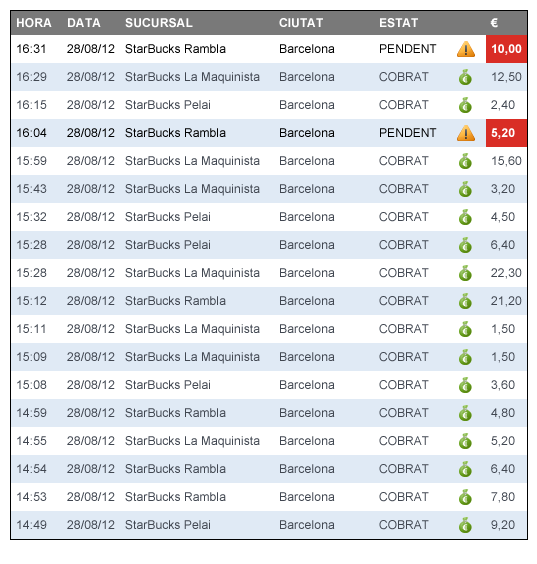 HORA DATA SUCURSAL CIUTAT ESTAT €
16:31 28/08/12 StarBucks Rambla Barcelona PENDENT 10,00
16:29 28/08/12 StarBucks La Maquinista Barcelona COBRAT 12,50
16:15 28/08/12 StarBucks Pelai Barcelona COBRAT 2,40
16:04 28/08/12 StarBucks Rambla Barcelona PENDENT 5,20
15:59 28/08/12 StarBucks La Maquinista Barcelona COBRAT 15,60
15:43 28/08/12 StarBucks La Maquinista Barcelona COBRAT 3,20
15:32 28/08/12 StarBucks Pelai Barcelona COBRAT 4,50
15:28 28/08/12 StarBucks Pelai Barcelona COBRAT 6,40
15:28 28/08/12 StarBucks La Maquinista Barcelona COBRAT 22,30
15:12 28/08/12 StarBucks Rambla Barcelona COBRAT 21,20
15:11 28/08/12 StarBucks La Maquinista Barcelona COBRAT 1,50
15:09 28/08/12 StarBucks La Maquinista Barcelona COBRAT 1,50
15:08 28/08/12 StarBucks Pelai Barcelona COBRAT 3,60
14:59 28/08/12 StarBucks Rambla Barcelona COBRAT 4,80
14:55 28/08/12 StarBucks La Maquinista Barcelona COBRAT 5,20
14:54 28/08/12 StarBucks Rambla Barcelona COBRAT 6,40
14:53 28/08/12 StarBucks Rambla Barcelona COBRAT 7,80
14:49 28/08/12 StarBucks Pelai Barcelona COBRAT 9,20